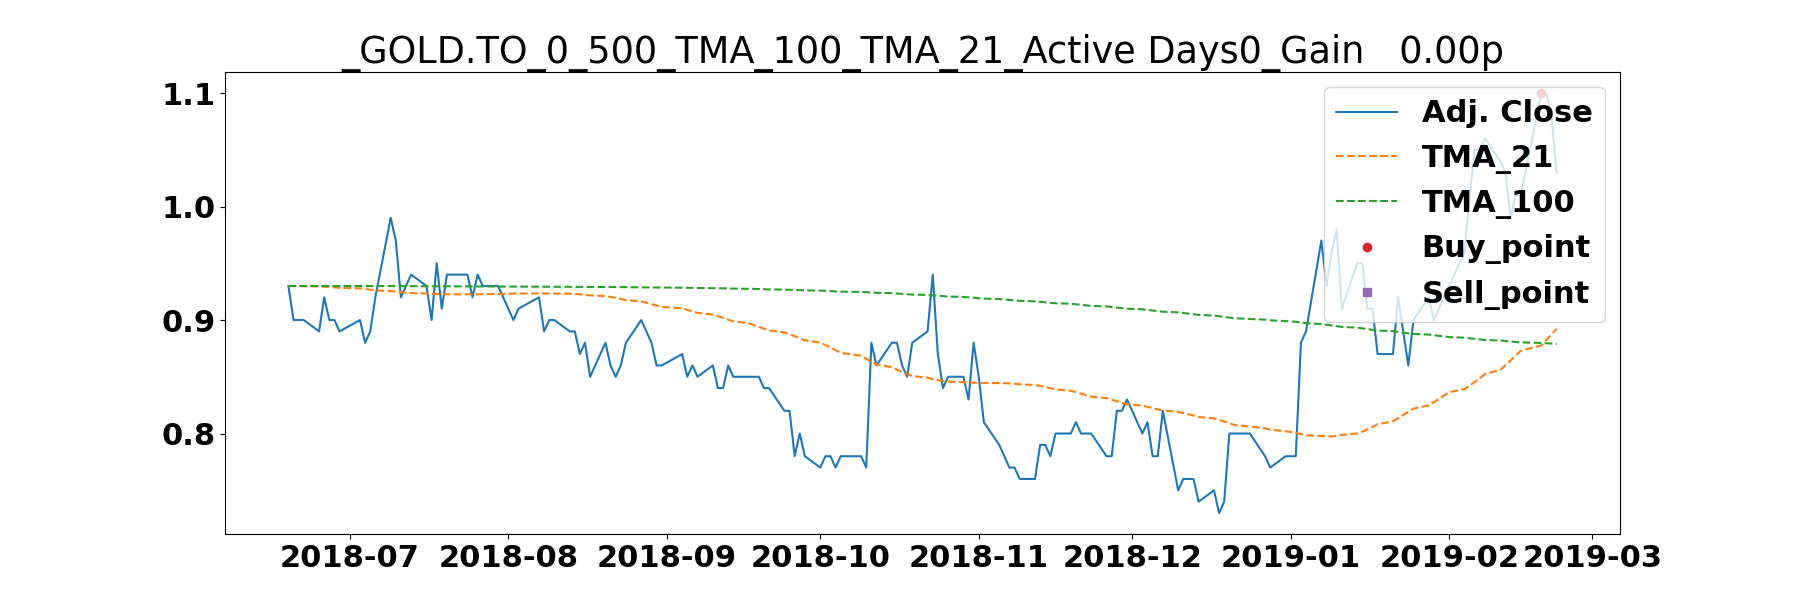 _GOLD.TO_0_500_TMA_100_TMA_21_Active Days0_Gain   0.00p
1.1
1.0
0.9
0.8
Adj. Close
TMA_21
TMA_100
Buy_point
Sell_point
2018-07 2018-08 2018-09 2018-10 2018-11 2018-12 2019-01 2019-02 2019-03